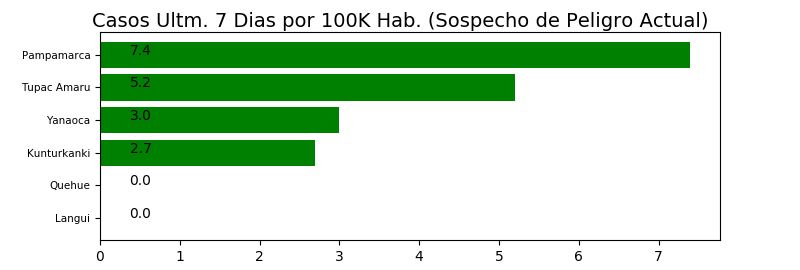 Casos Ultm. 7 Dias por 100K Hab. (Sospecho de Peligro Actual)
Pampamarca 7.4
Tupac Amaru 5.2
Yanaoca 3.0
Kunturkanki 2.7
Quehue 0.0
Langui 0.0
0 1 2 3 4 5 6 7